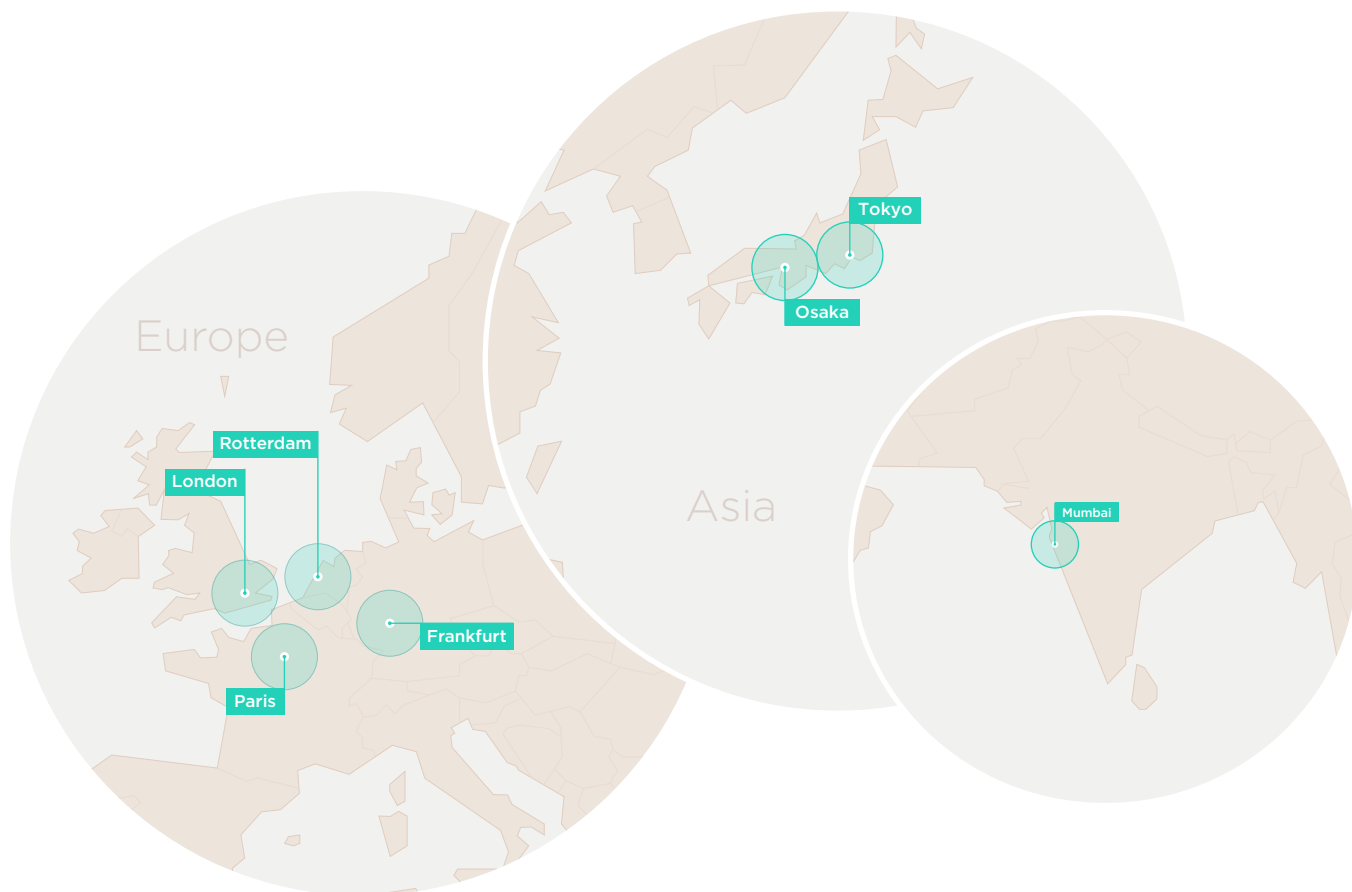 Europe
Rotterdam
London
Frankfurt
Paris
Tokyo
Osaka
Asia
Mumbai